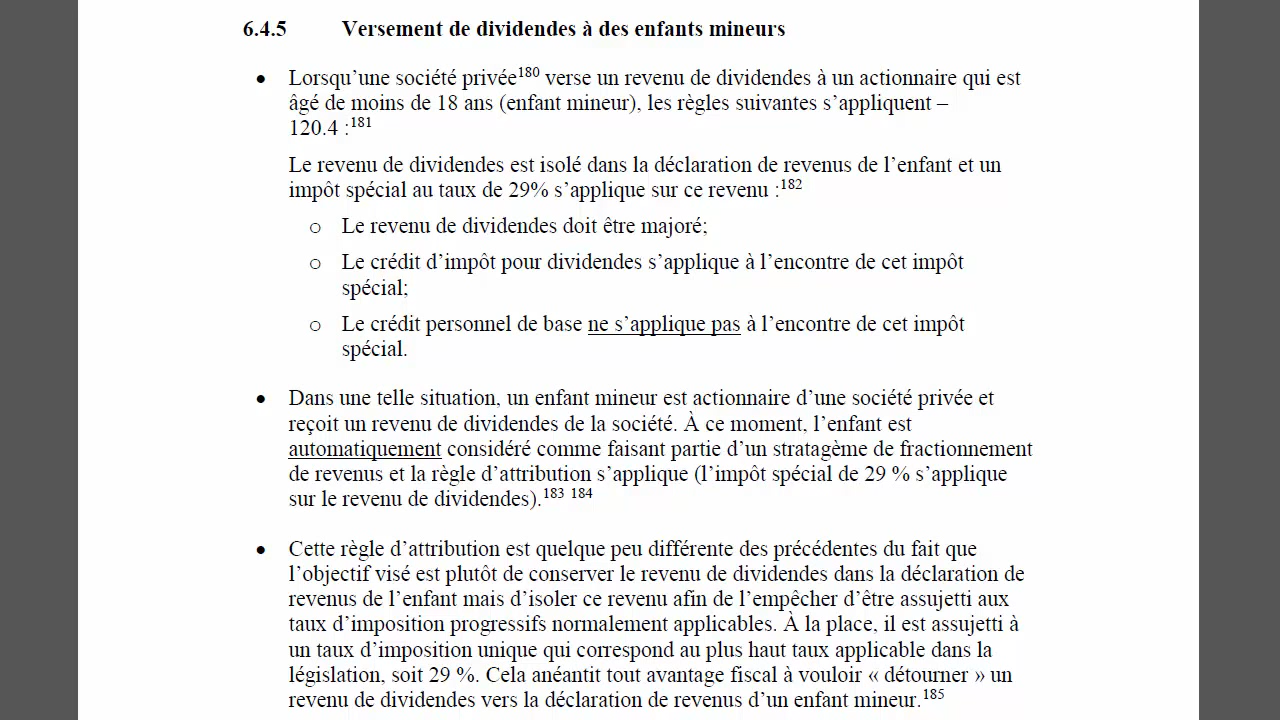 6.4.5 Versement de dividendes à des enfants mineurs
• Lorsqu’une société privée180 verse un revenu de dividendes à un actionnaire qui est
âgé de moins de 18 ans (enfant mineur), les règles suivantes s’appliquent –
120.4 :181
Le revenu de dividendes est isolé dans la déclaration de revenus de l’enfant et un
impôt spécial au taux de 29% s’applique sur ce revenu :182
o Le revenu de dividendes doit être majoré;
o Le crédit d’impôt pour dividendes s’applique à l’encontre de cet impôt
spécial;
o Le crédit personnel de base ne s’applique pas à l’encontre de cet impôt
spécial.
• Dans une telle situation, un enfant mineur est actionnaire d’une société privée et
reçoit un revenu de dividendes de la société. À ce moment, l’enfant est
automatiquement considéré comme faisant partie d’un stratagème de fractionnement
de revenus et la règle d’attribution s’applique (l’impôt spécial de 29 % s’applique
sur le revenu de dividendes).183 184
• Cette règle d’attribution est quelque peu différente des précédentes du fait que
l’objectif visé est plutôt de conserver le revenu de dividendes dans la déclaration de
revenus de l’enfant mais d’isoler ce revenu afin de l’empêcher d’être assujetti aux
taux d’imposition progressifs normalement applicables. À la place, il est assujetti à
un taux d’imposition unique qui correspond au plus haut taux applicable dans la
législation, soit 29 %. Cela anéantit tout avantage fiscal à vouloir « détourner » un
revenu de dividendes vers la déclaration de revenus d’un enfant mineur.185